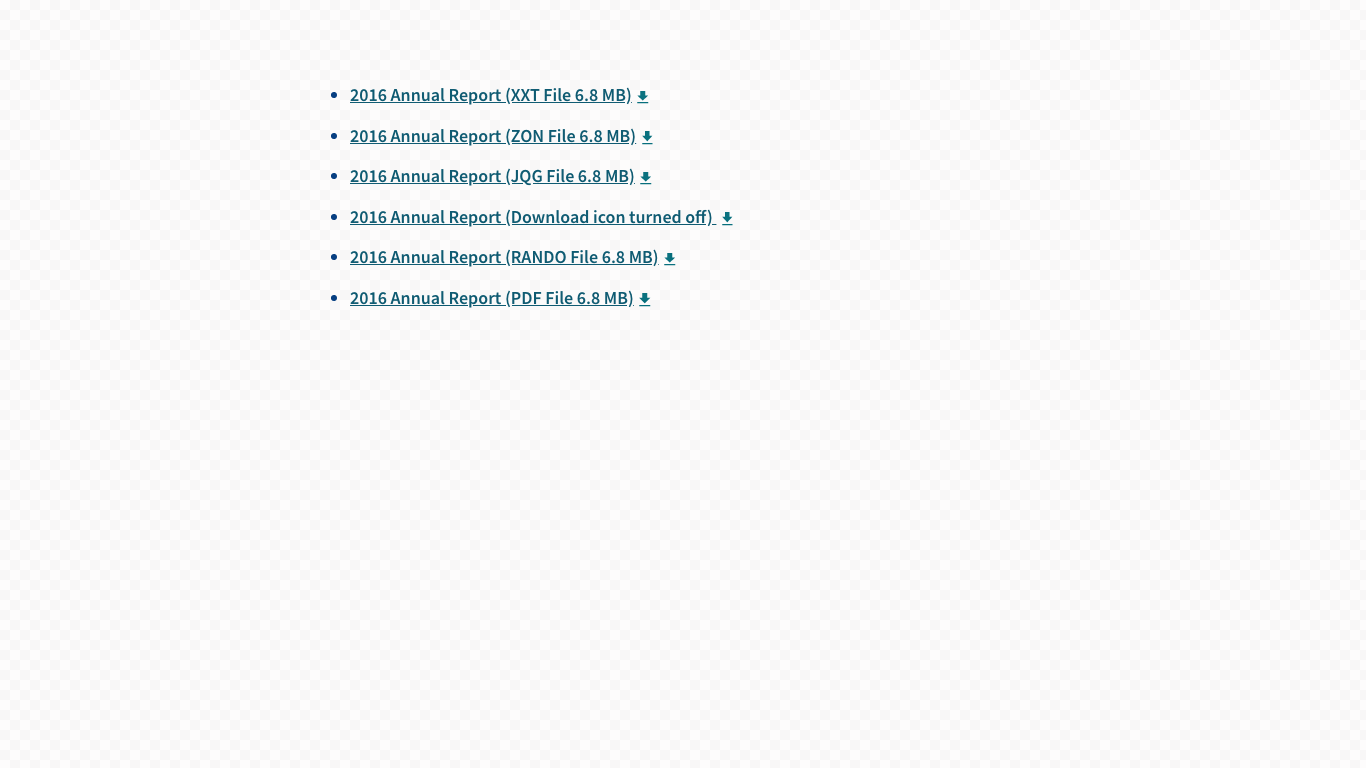 2016 Annual Report (XXT File 6.8 MB)
2016 Annual Report (ZON File 6.8 MB)
2016 Annual Report (JQG File 6.8 MB)
2016 Annual Report (Download icon turned off)
2016 Annual Report (RANDO File 6.8 MB)
2016 Annual Report (PDF File 6.8 MB)